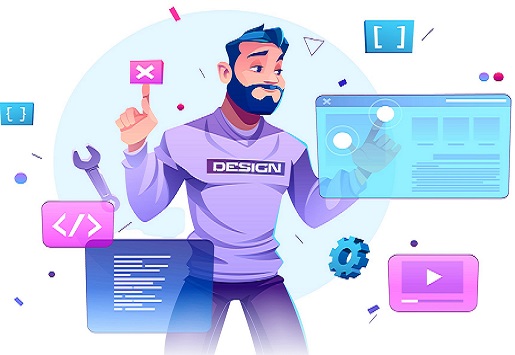 [ ]
[ ]
DESIGN
</>